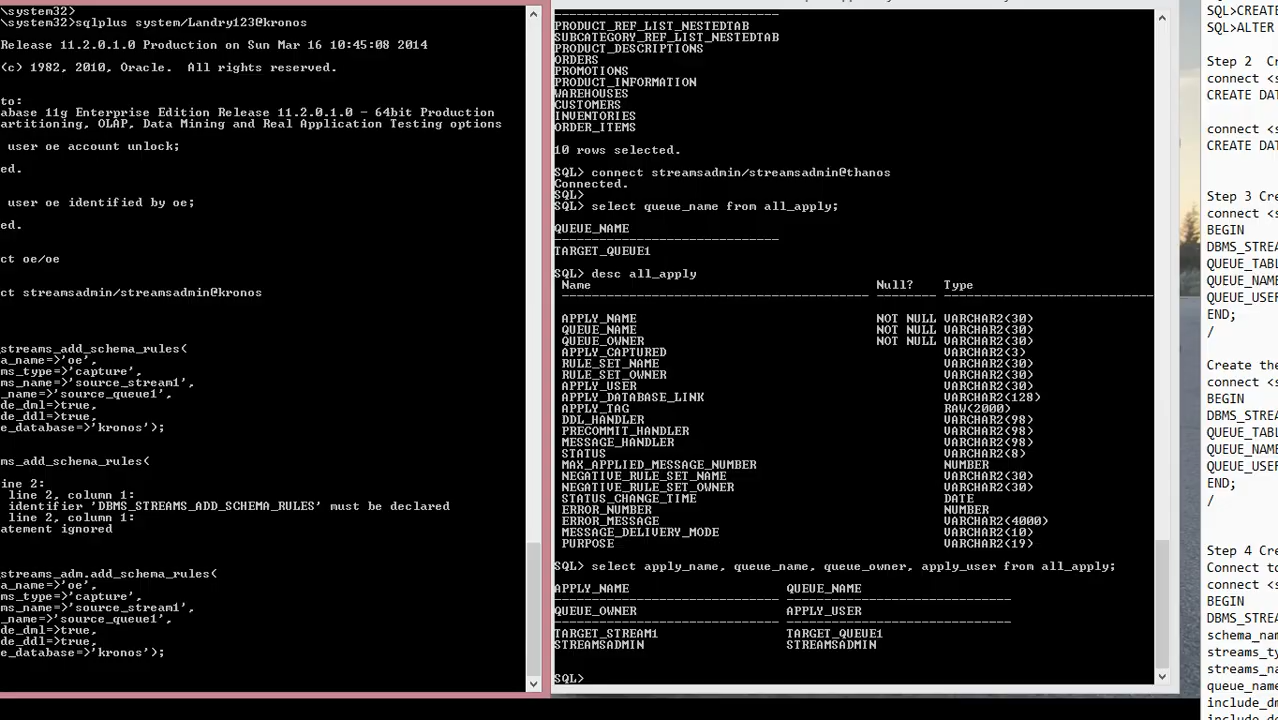 \system32>
\system32>sqlplus system/Landry123@kronos
Release 11.2.0.1.0 Production on Sun Mar 16 10:45:08 2014
(c) 1982, 2010, Oracle.  All rights reserved.
to:
abase 11g Enterprise Edition Release 11.2.0.1.0 - 64bit Production
artitioning, OLAP, Data Mining and Real Application Testing options
user oe account unlock;
ed.
user oe identified by oe;
ed.
ct oe/oe
ct streamsadmin/streamsadmin@kronos
_streams_add_schema_rules(
a_name=>'oe',
ms_type=>'capture',
ms_name=>'source_stream1',
_name=>'source_queue1',
de_dml=>true,
de_ddl=>true,
e_database=>'kronos');
ms_add_schema_rules(
ine 2:
line 2, column 1:
identifier 'DBMS_STREAMS_ADD_SCHEMA_RULES' must be declared
line 2, column 1:
atement ignored
_streams_adm.add_schema_rules(
a_name=>'oe',
ms_type=>'capture',
ms_name=>'source_stream1',
_name=>'source_queue1',
de_dml=>true,
de_ddl=>true,
e_database=>'kronos');
PRODUCT_REF_LIST_NESTEDTAB
SUBCATEGORY_REF_LIST_NESTEDTAB
PRODUCT_DESCRIPTIONS
ORDERS
PROMOTIONS
PRODUCT_INFORMATION
WAREHOUSES
CUSTOMERS
INVENTORIES
ORDER_ITEMS
10 rows selected.
SQL> connect streamsadmin/streamsadmin@thanos
Connected.
SQL>
SQL> select queue_name from all_apply;
QUEUE_NAME
TARGET_QUEUE1
SQL> desc all_apply
Name Null? Type
APPLY_NAME NOT NULL VARCHAR2(30)
QUEUE_NAME NOT NULL VARCHAR2(30)
QUEUE_OWNER NOT NULL VARCHAR2(30)
APPLY_CAPTURED VARCHAR2(3)
RULE_SET_NAME VARCHAR2(30)
RULE_SET_OWNER VARCHAR2(30)
APPLY_USER VARCHAR2(30)
APPLY_DATABASE_LINK VARCHAR2(128)
APPLY_TAG RAW(2000)
DDL_HANDLER VARCHAR2(98)
PRECOMMIT_HANDLER VARCHAR2(98)
MESSAGE_HANDLER VARCHAR2(98)
STATUS VARCHAR2(8)
MAX_APPLIED_MESSAGE_NUMBER NUMBER
NEGATIVE_RULE_SET_NAME VARCHAR2(30)
NEGATIVE_RULE_SET_OWNER VARCHAR2(30)
STATUS_CHANGE_TIME DATE
ERROR_NUMBER NUMBER
ERROR_MESSAGE VARCHAR2(4000)
MESSAGE_DELIVERY_MODE VARCHAR2(10)
PURPOSE VARCHAR2(19)
SQL> select apply_name, queue_name, queue_owner, apply_user from all_apply;
APPLY_NAME QUEUE_NAME
QUEUE_OWNER APPLY_USER
TARGET_STREAM1 TARGET_QUEUE1
STREAMSADMIN STREAMSADMIN
SQL>
SQL>CREATE
SQL>ALTER
Step 2  Cr
connect <s
CREATE DAT
connect <s
CREATE DAT
Step 3 Cre
connect <s
BEGIN
DBMS_STREA
QUEUE_TABL
QUEUE_NAME
QUEUE_USER
END;
/
Create the
connect <s
BEGIN
DBMS_STREA
QUEUE_TABL
QUEUE_NAME
QUEUE_USER
END;
/
Step 4 Cre
Connect to
connect <s
BEGIN
DBMS_STREA
schema_nam
streams_ty
streams_na
queue_name
include_dm